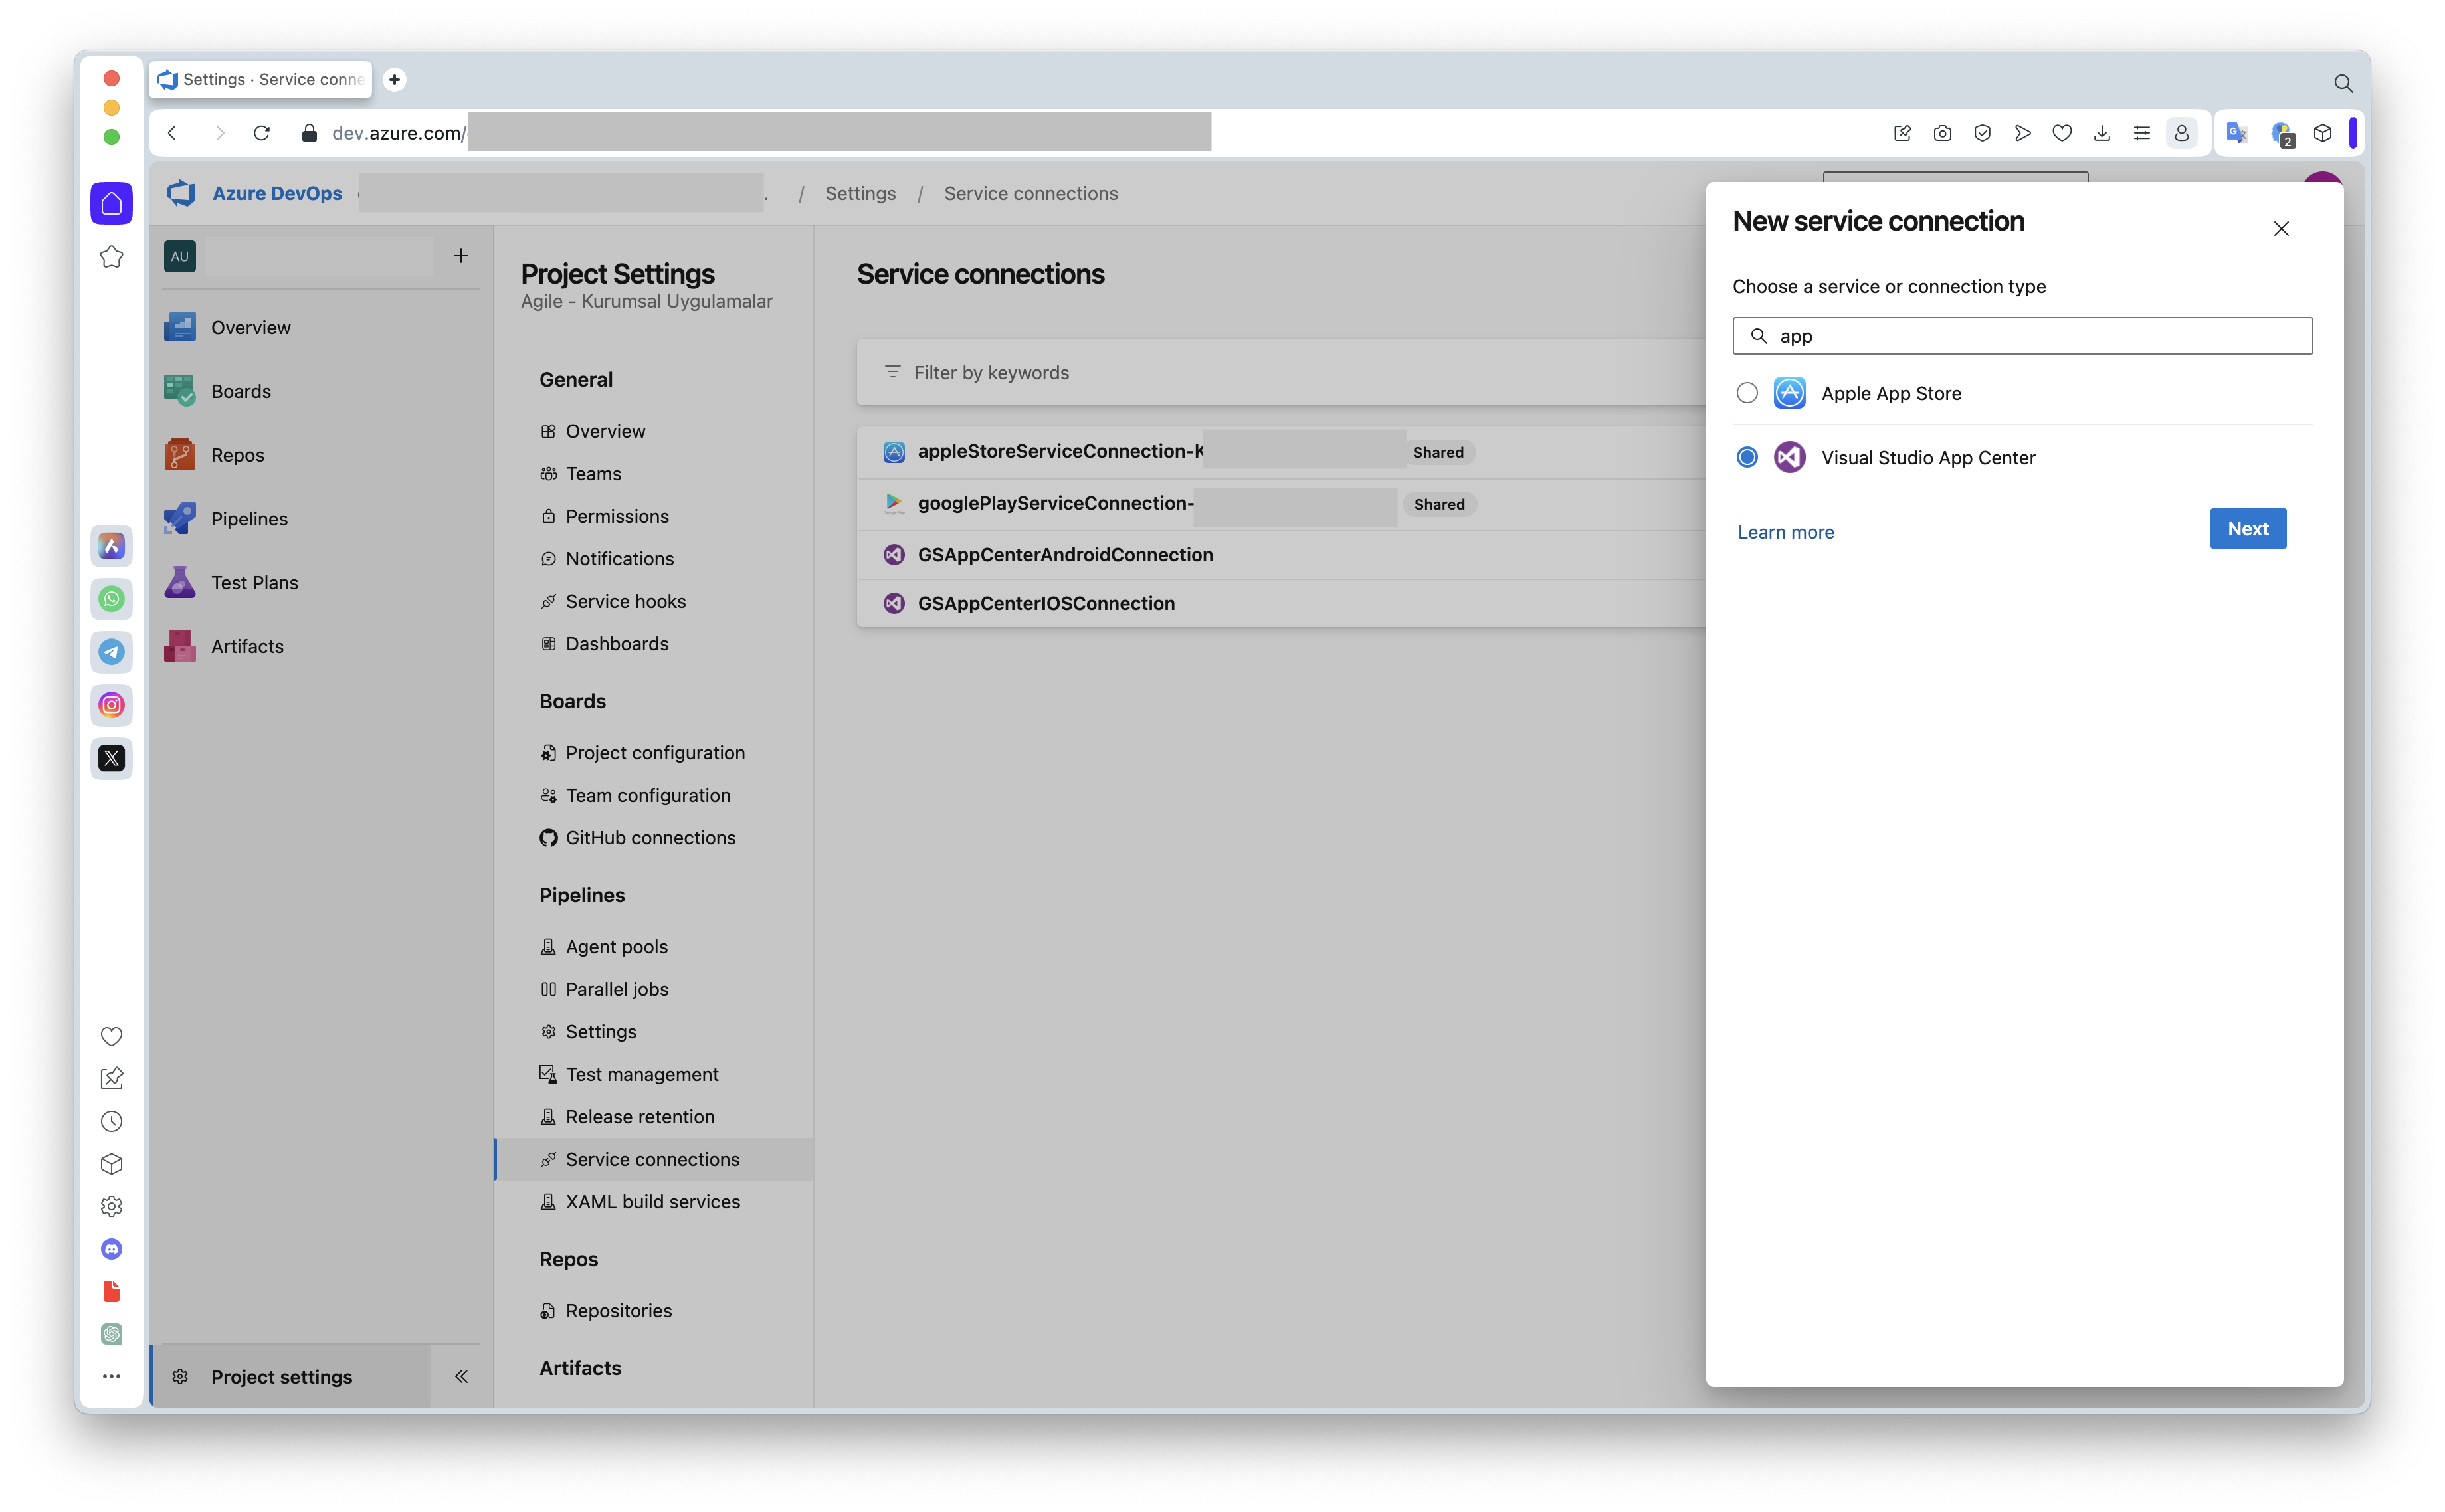 Settings · Service conne
dev.azure.com/
2
Azure DevOps
. / Settings / Service connections
AU
Overview
Boards
Repos
Pipelines
Test Plans
Artifacts
Project settings
Project Settings
Agile - Kurumsal Uygulamalar
General
Overview
Teams
Permissions
Notifications
Service hooks
Dashboards
Boards
Project configuration
Team configuration
GitHub connections
Pipelines
Agent pools
Parallel jobs
Settings
Test management
Release retention
Service connections
XAML build services
Repos
Repositories
Artifacts
Service connections
Filter by keywords
appleStoreServiceConnection-K Shared
googlePlayServiceConnection- Shared
GSAppCenterAndroidConnection
GSAppCenterIOSConnection
New service connection
Choose a service or connection type
app
Apple App Store
Visual Studio App Center
Learn more
Next